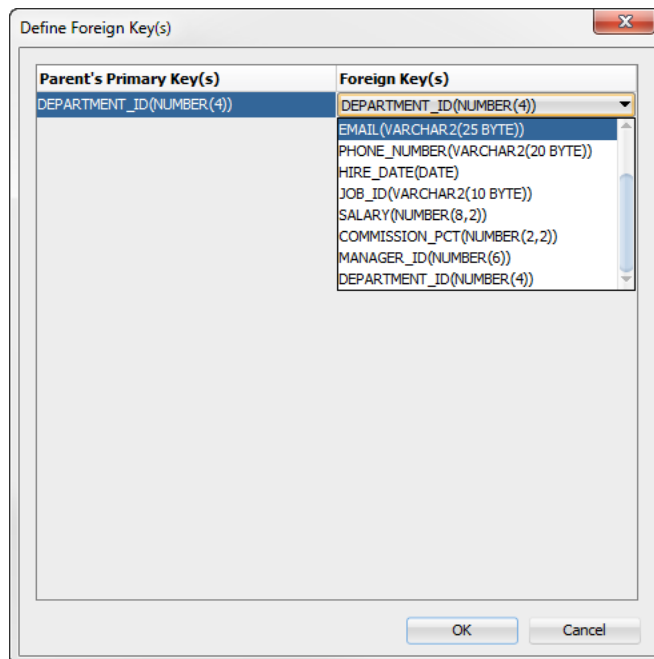 Define Foreign Key(s)
Parent's Primary Key(s) Foreign Key(s)
DEPARTMENT_ID(NUMBER(4)) DEPARTMENT_ID(NUMBER(4))
EMAIL(VARCHAR2(25 BYTE))
PHONE_NUMBER(VARCHAR2(20 BYTE))
HIRE_DATE(DATE)
JOB_ID(VARCHAR2(10 BYTE))
SALARY(NUMBER(8,2))
COMMISSION_PCT(NUMBER(2,2))
MANAGER_ID(NUMBER(6))
DEPARTMENT_ID(NUMBER(4))
OK Cancel